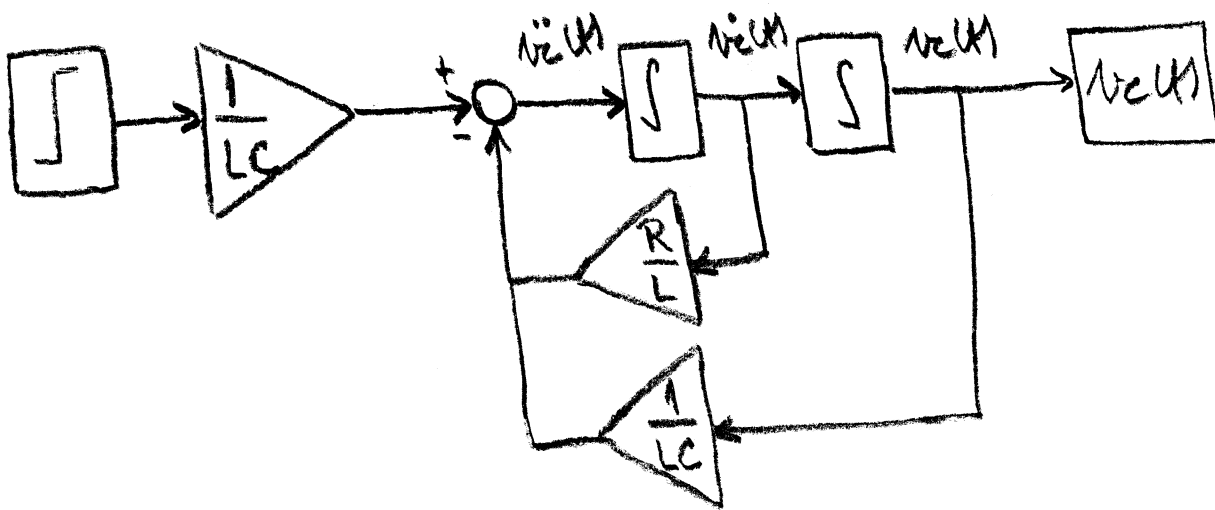 v̈c(t) v̇c(t) vc(t)
1/LC + - ∫ ∫ vc(t)
R/L
1/LC